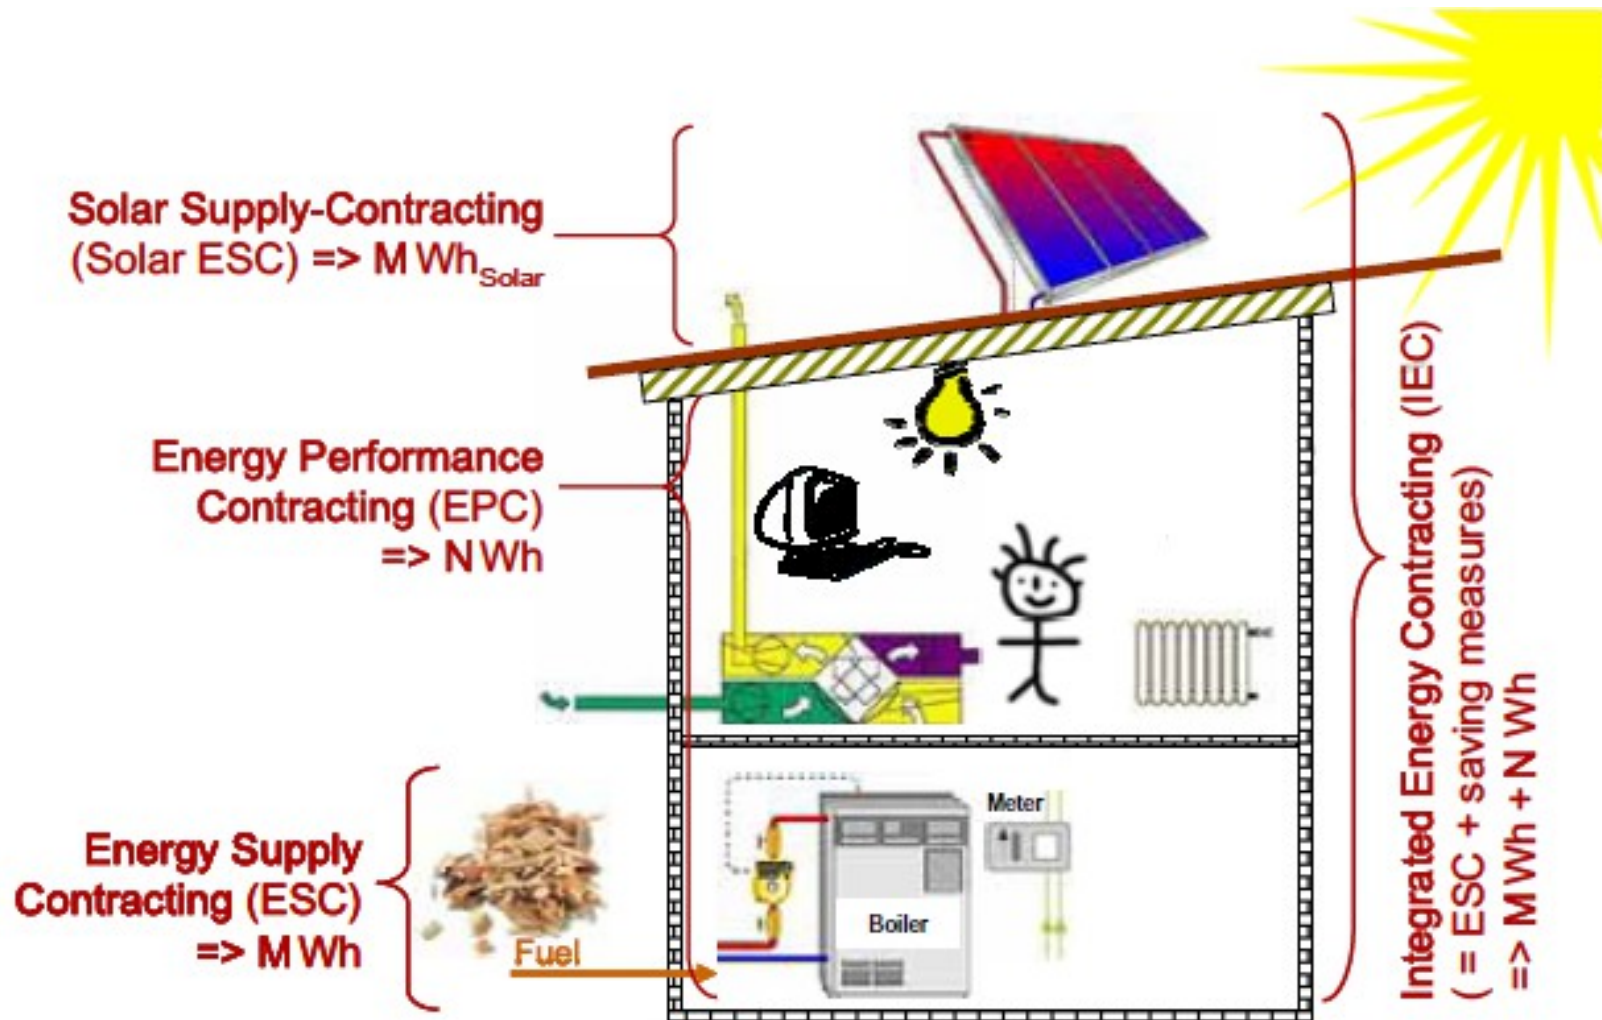 Solar Supply-Contracting
(Solar ESC) => M Wh Solar
Energy Performance
Contracting (EPC)
=> N Wh
Energy Supply
Contracting (ESC)
=> M Wh
Fuel
Boiler
Meter
Integrated Energy Contracting (IEC)
( = ESC + saving measures)
=> M Wh + N Wh